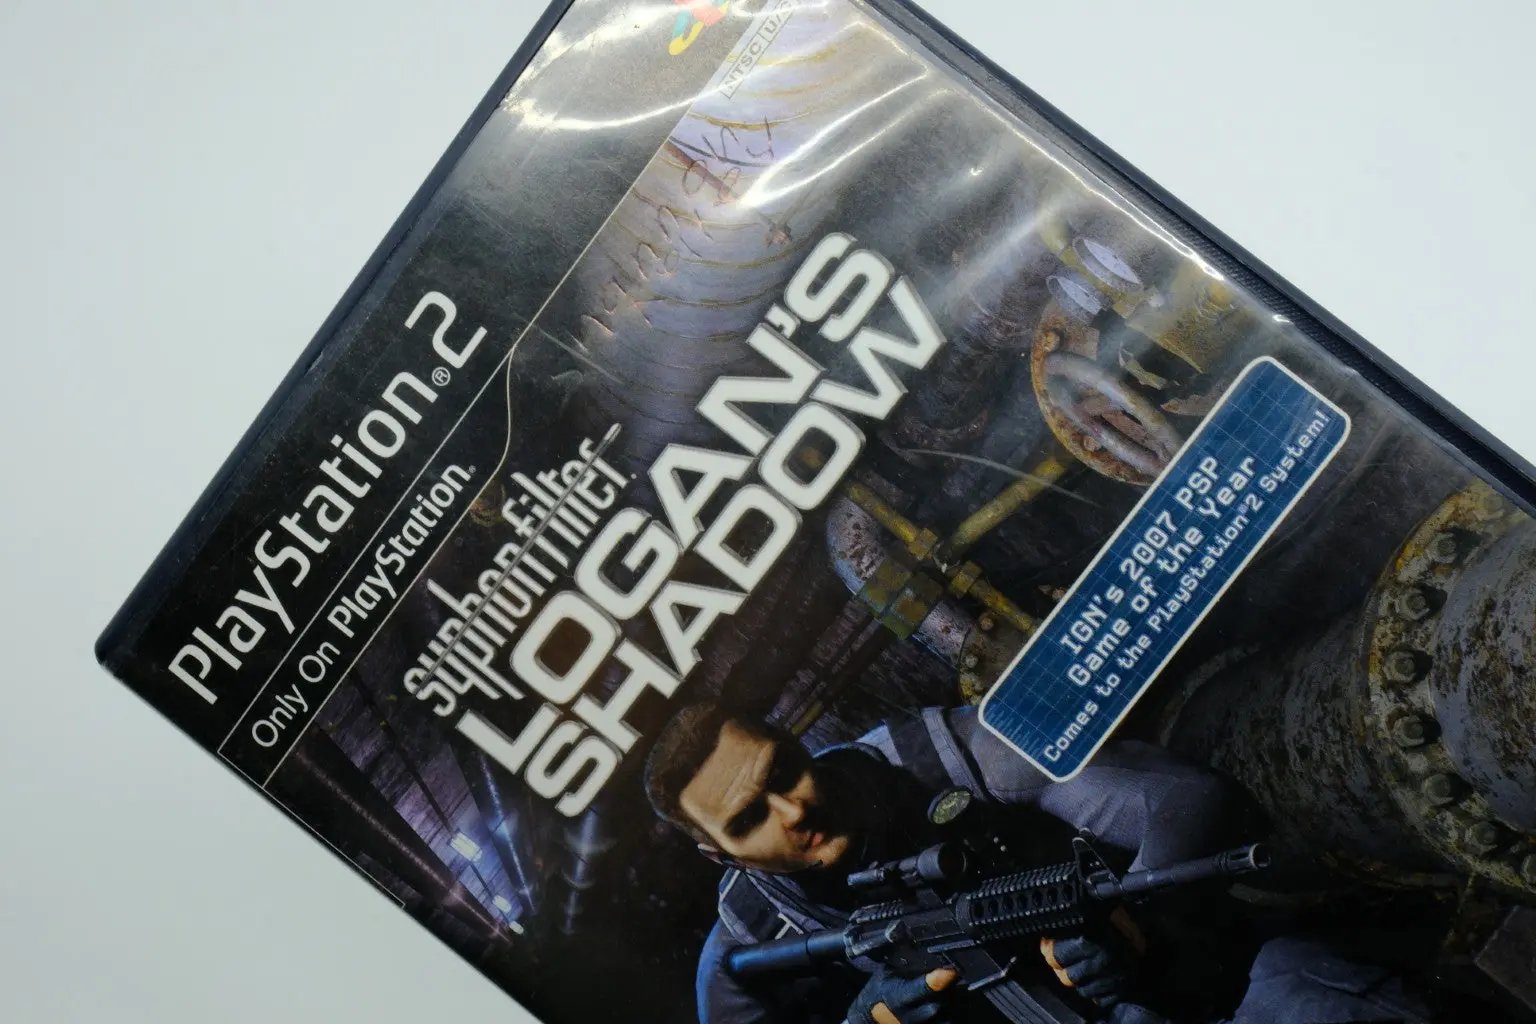 NTSC U/C
PlayStation®2
Only On PlayStation®
syphon filter
LOGAN'S
SHADOW
IGN's 2007 PSP
Game of the Year
Comes to the PlayStation®2 System!